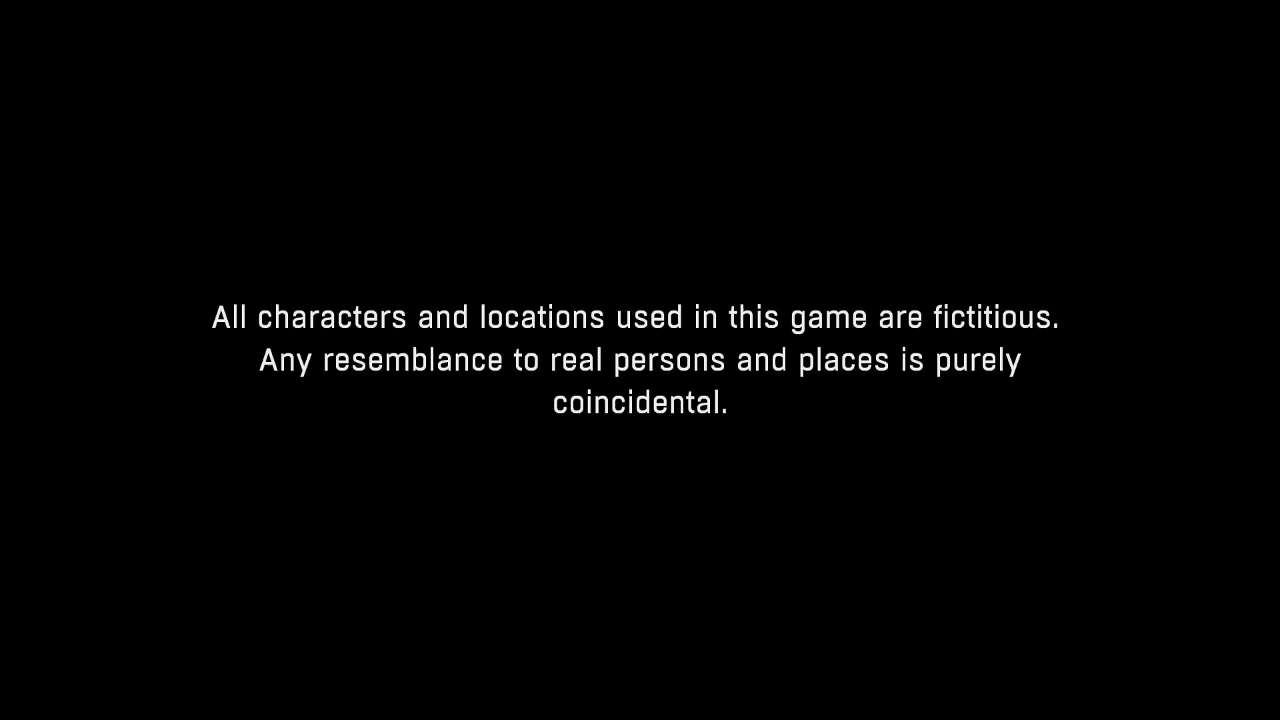 All characters and locations used in this game are fictitious.
Any resemblance to real persons and places is purely
coincidental.